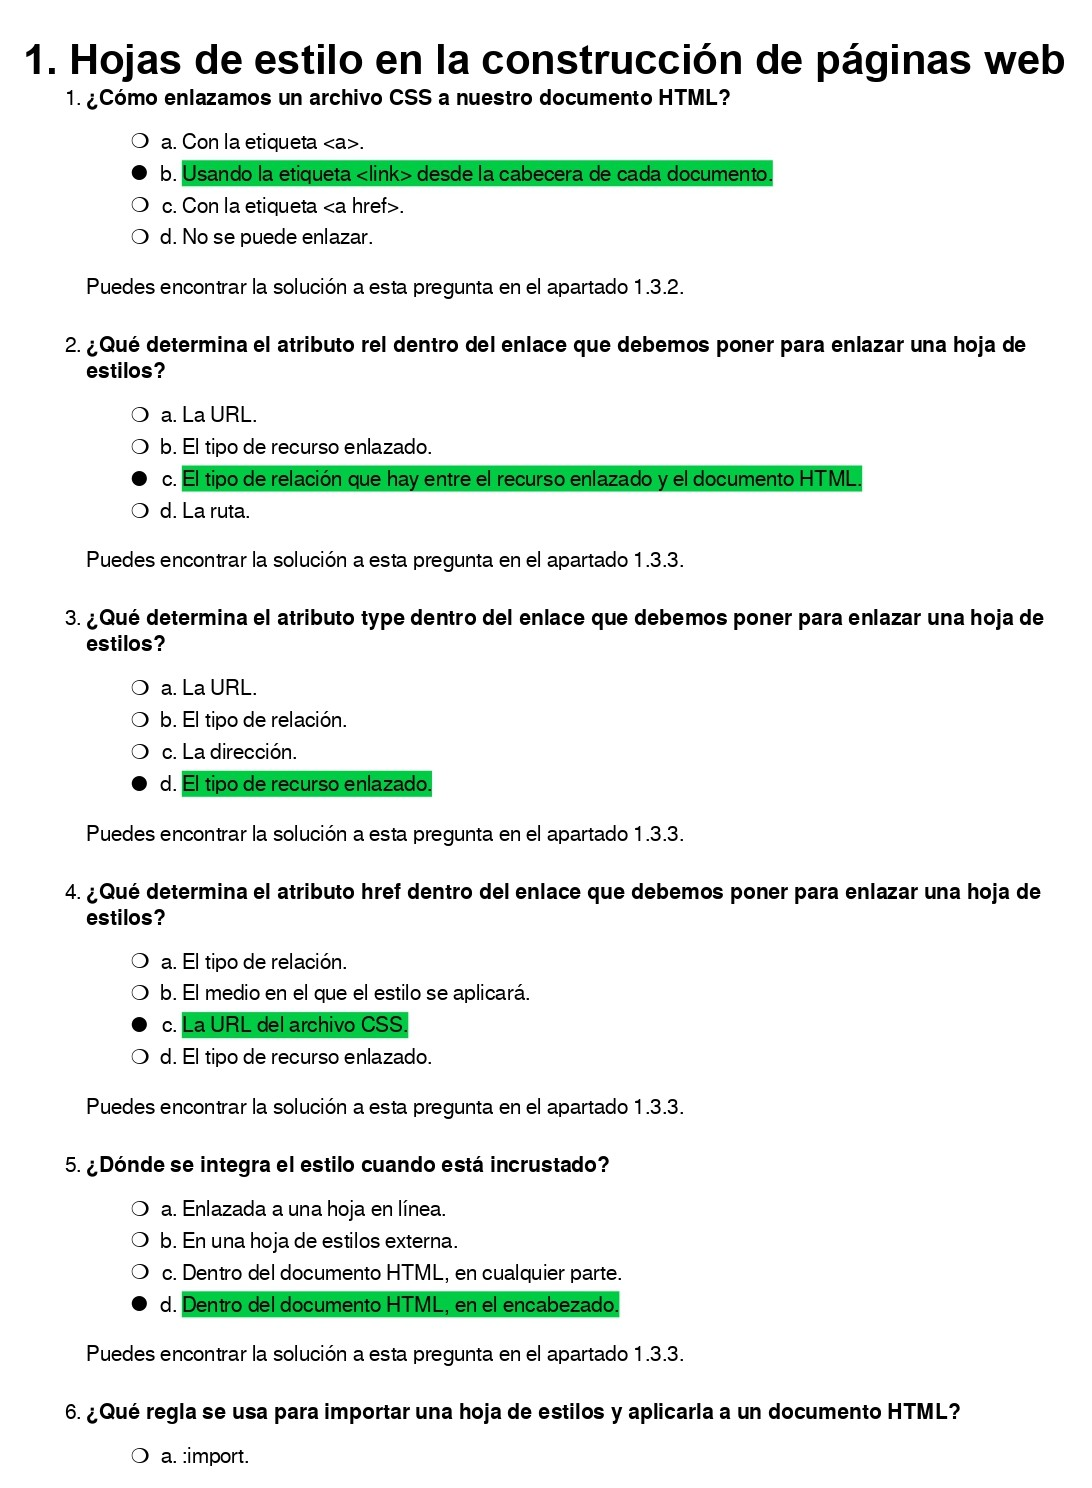 1. Hojas de estilo en la construcción de páginas web
1. ¿Cómo enlazamos un archivo CSS a nuestro documento HTML?
a. Con la etiqueta <a>.
b. Usando la etiqueta <link> desde la cabecera de cada documento.
c. Con la etiqueta <a href>.
d. No se puede enlazar.
Puedes encontrar la solución a esta pregunta en el apartado 1.3.2.
2. ¿Qué determina el atributo rel dentro del enlace que debemos poner para enlazar una hoja de
estilos?
a. La URL.
b. El tipo de recurso enlazado.
c. El tipo de relación que hay entre el recurso enlazado y el documento HTML.
d. La ruta.
Puedes encontrar la solución a esta pregunta en el apartado 1.3.3.
3. ¿Qué determina el atributo type dentro del enlace que debemos poner para enlazar una hoja de
estilos?
a. La URL.
b. El tipo de relación.
c. La dirección.
d. El tipo de recurso enlazado.
Puedes encontrar la solución a esta pregunta en el apartado 1.3.3.
4. ¿Qué determina el atributo href dentro del enlace que debemos poner para enlazar una hoja de
estilos?
a. El tipo de relación.
b. El medio en el que el estilo se aplicará.
c. La URL del archivo CSS.
d. El tipo de recurso enlazado.
Puedes encontrar la solución a esta pregunta en el apartado 1.3.3.
5. ¿Dónde se integra el estilo cuando está incrustado?
a. Enlazada a una hoja en línea.
b. En una hoja de estilos externa.
c. Dentro del documento HTML, en cualquier parte.
d. Dentro del documento HTML, en el encabezado.
Puedes encontrar la solución a esta pregunta en el apartado 1.3.3.
6. ¿Qué regla se usa para importar una hoja de estilos y aplicarla a un documento HTML?
a. :import.